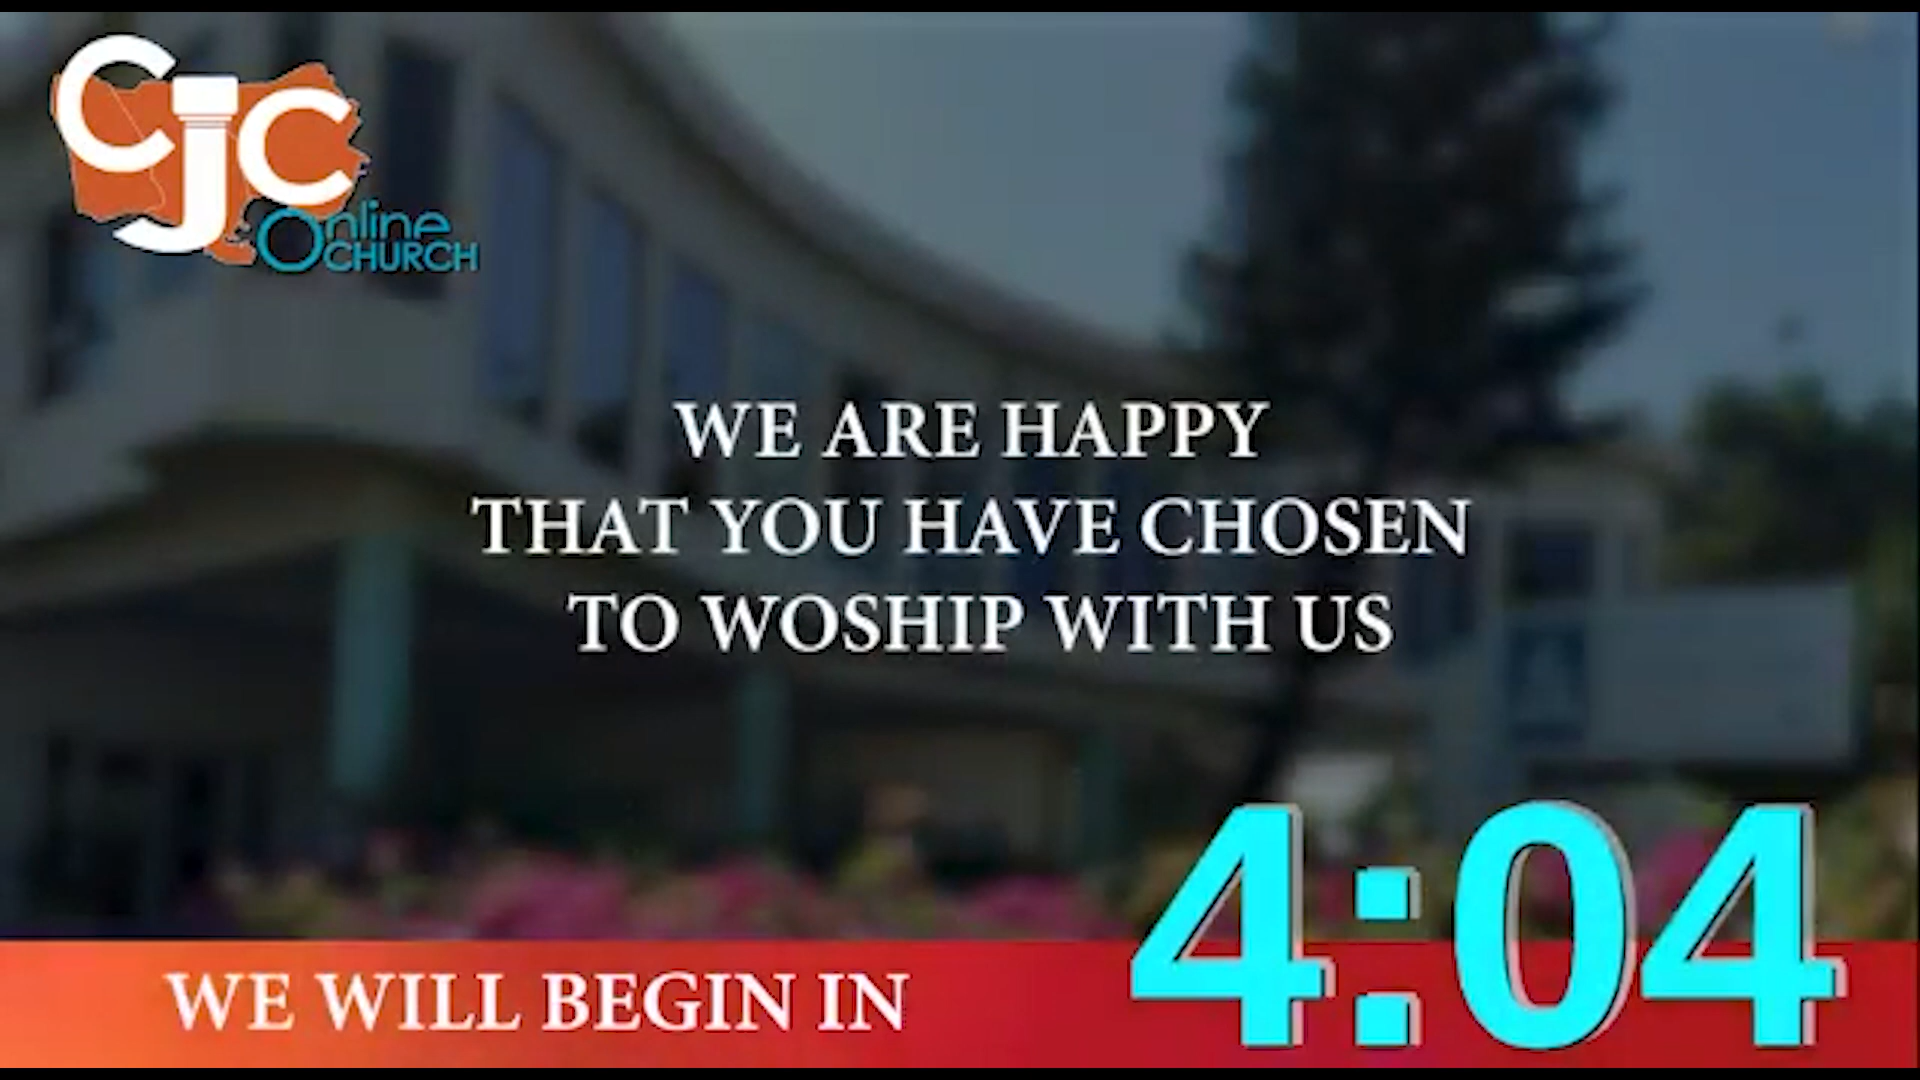 CJC
Online
CHURCH
WE ARE HAPPY
THAT YOU HAVE CHOSEN
TO WOSHIP WITH US
WE WILL BEGIN IN
4:04